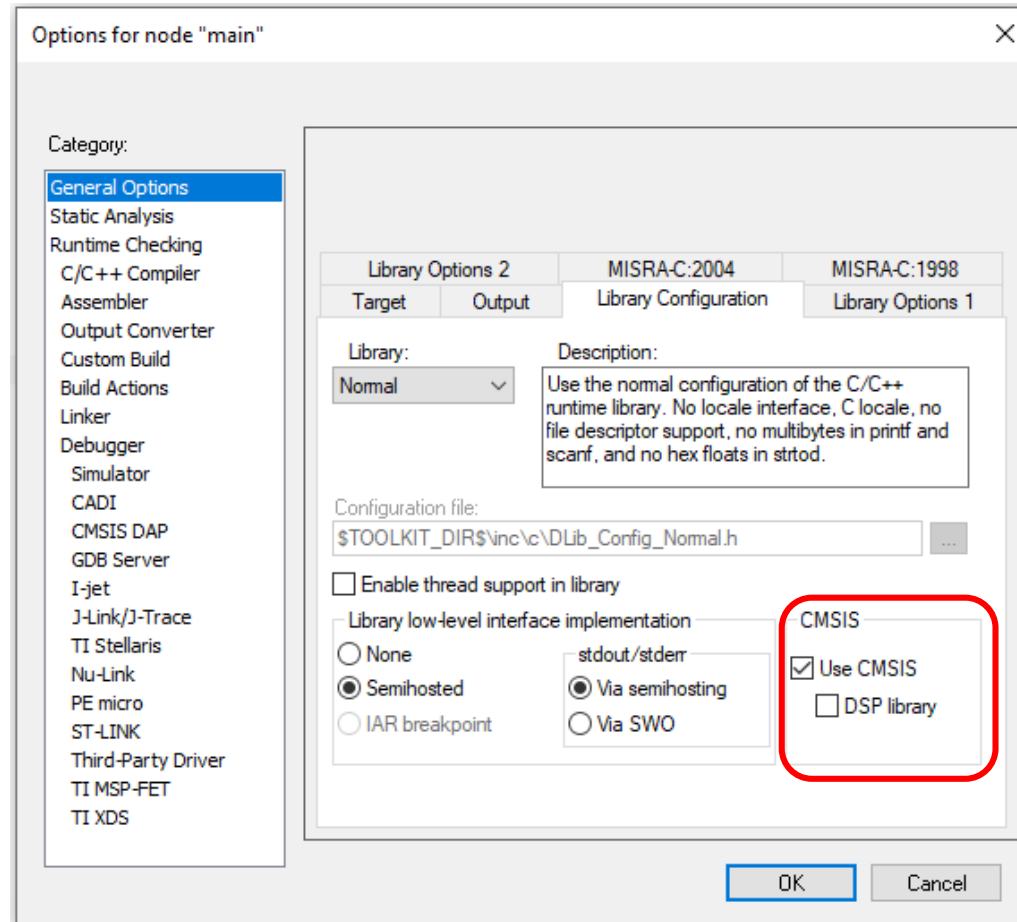 Options for node "main"
Category:
General Options
Static Analysis
Runtime Checking
C/C++ Compiler
Assembler
Output Converter
Custom Build
Build Actions
Linker
Debugger
Simulator
CADI
CMSIS DAP
GDB Server
I-jet
J-Link/J-Trace
TI Stellaris
Nu-Link
PE micro
ST-LINK
Third-Party Driver
TI MSP-FET
TI XDS
Library Options 2 MISRA-C:2004 MISRA-C:1998
Target Output Library Configuration Library Options 1
Library: Description:
Normal
Use the normal configuration of the C/C++
runtime library. No locale interface, C locale, no
file descriptor support, no multibytes in printf and
scanf, and no hex floats in strtod.
Configuration file:
$TOOLKIT_DIR$\inc\c\DLib_Config_Normal.h ...
Enable thread support in library
Library low-level interface implementation
None
Semihosted
IAR breakpoint
stdout/stderr
Via semihosting
Via SWO
CMSIS
Use CMSIS
DSP library
OK Cancel